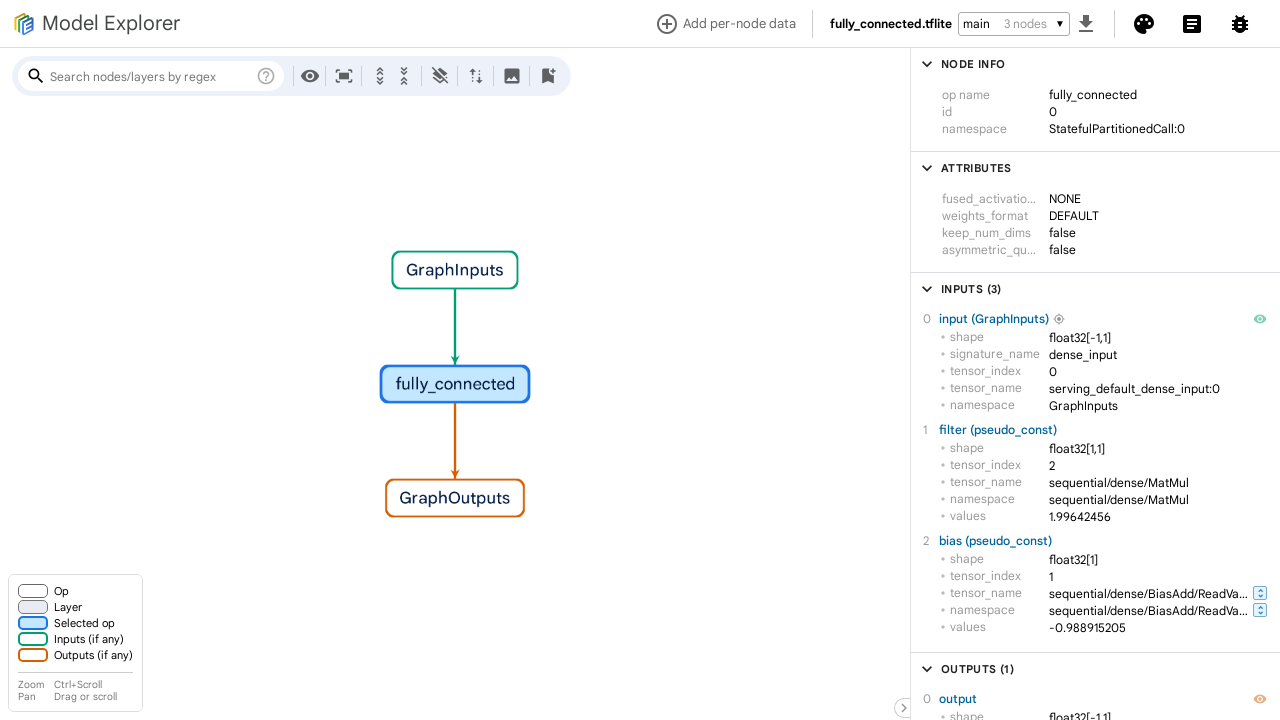 Model Explorer
Add per-node data
fully_connected.tflite
main 3 nodes
Search nodes/layers by regex
GraphInputs
fully_connected
GraphOutputs
Op
Layer
Selected op
Inputs (if any)
Outputs (if any)
Zoom Ctrl+Scroll
Pan Drag or scroll
NODE INFO
op name fully_connected
id 0
namespace StatefulPartitionedCall:0
ATTRIBUTES
fused_activatio... NONE
weights_format DEFAULT
keep_num_dims false
asymmetric_qu... false
INPUTS (3)
0 input (GraphInputs)
• shape float32[-1,1]
• signature_name dense_input
• tensor_index 0
• tensor_name serving_default_dense_input:0
• namespace GraphInputs
1 filter (pseudo_const)
• shape float32[1,1]
• tensor_index 2
• tensor_name sequential/dense/MatMul
• namespace sequential/dense/MatMul
• values 1.99642456
2 bias (pseudo_const)
• shape float32[1]
• tensor_index 1
• tensor_name sequential/dense/BiasAdd/ReadVa...
• namespace sequential/dense/BiasAdd/ReadVa...
• values -0.988915205
OUTPUTS (1)
0 output
• shape float32[-1,1]